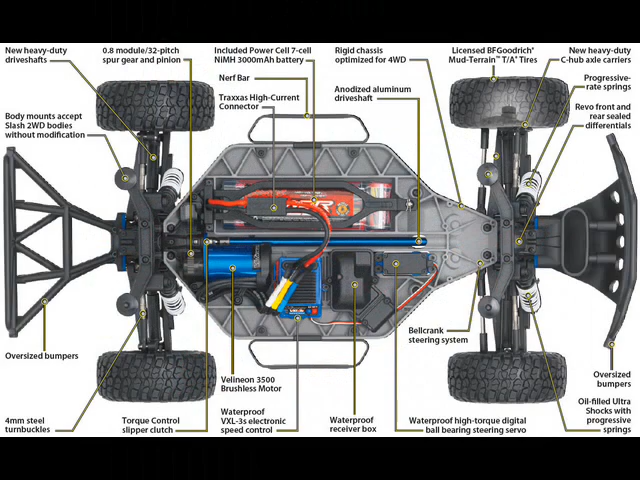 New heavy-duty
driveshafts
0.8 module/32-pitch
spur gear and pinion
Included Power Cell 7-cell
NiMH 3000mAh battery
Rigid chassis
optimized for 4WD
Licensed BFGoodrich®
Mud-Terrain™ T/A® Tires
New heavy-duty
C-hub axle carriers
Nerf Bar
Progressive-
rate springs
Traxxas High-Current
Connector
Anodized aluminum
driveshaft
Revo front and
rear sealed
differentials
Body mounts accept
Slash 2WD bodies
without modification
Bellcrank
steering system
Oversized bumpers
Oversized
bumpers
Velineon 3500
Brushless Motor
4mm steel
turnbuckles
Torque Control
slipper clutch
Waterproof
VXL-3s electronic
speed control
Waterproof
receiver box
Waterproof high-torque digital
ball bearing steering servo
Oil-filled Ultra
Shocks with
progressive
springs